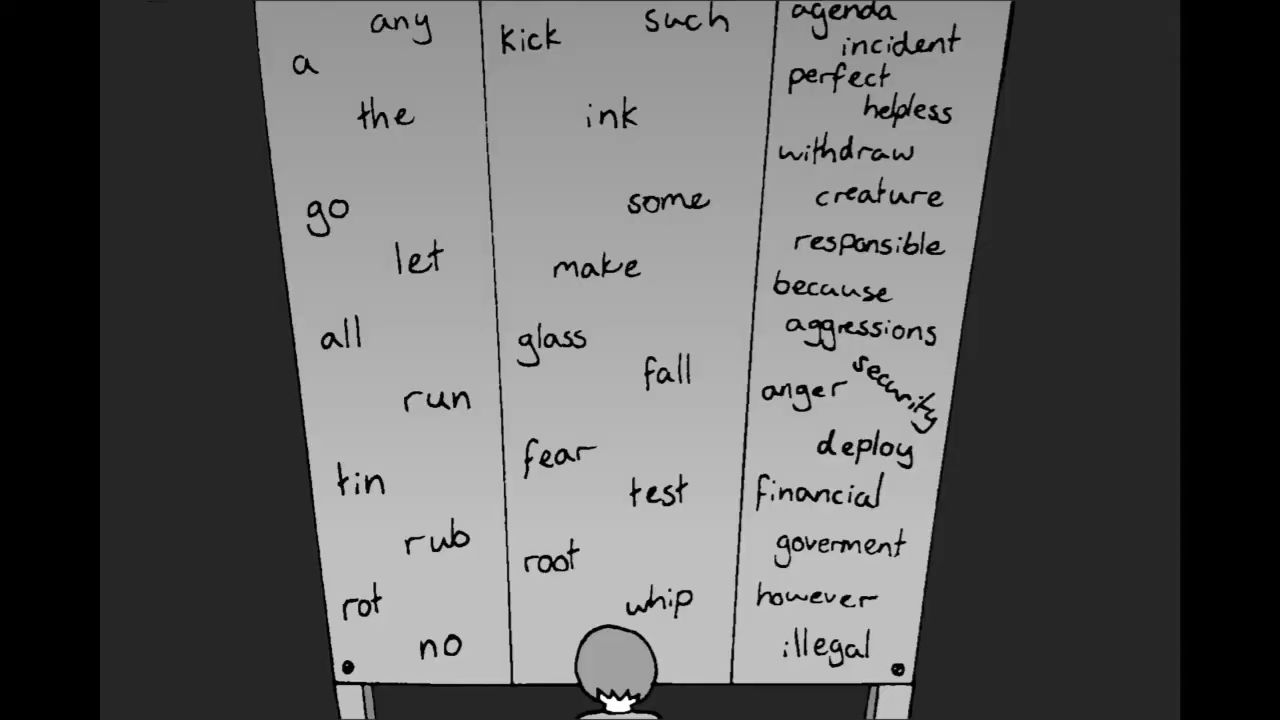 any
a
the
go
let
all
run
tin
rub
rot
no
kick
such
ink
some
make
glass
fall
fear
test
root
whip
agenda
incident
perfect
helpless
withdraw
creature
responsible
because
aggressions
security
anger
deploy
financial
goverment
however
illegal